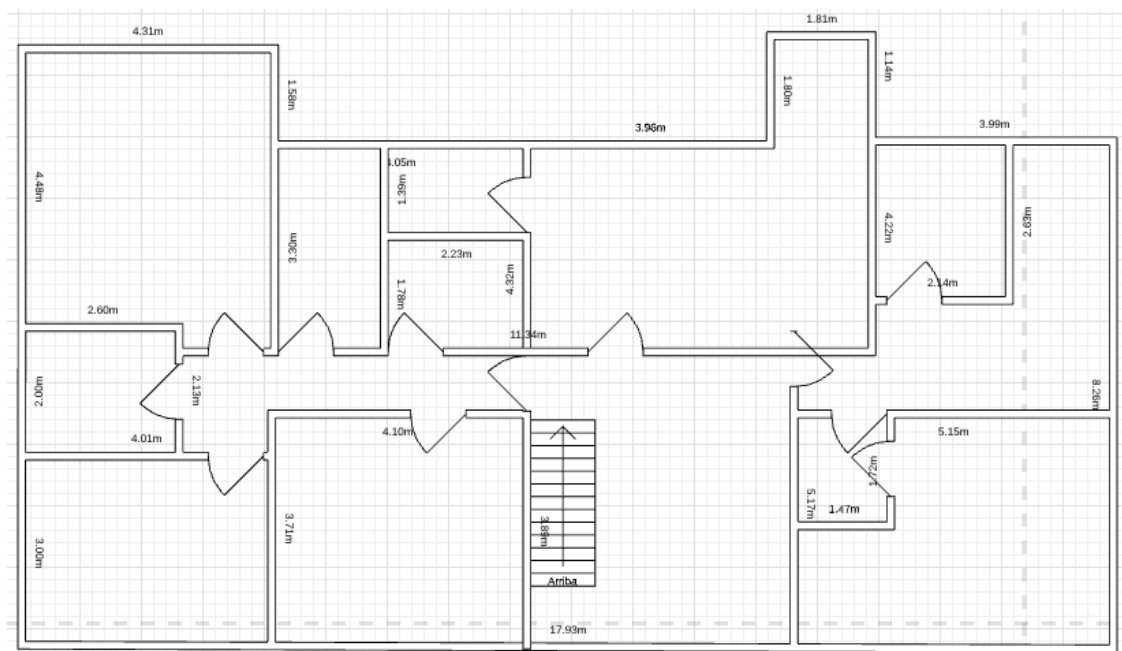 1.81m
4.31m
1.14m
1.58m
1.80m
3.96m
3.99m
4.05m
1.39m
4.48m
4.22m
2.63m
3.30m
2.23m
4.32m
1.78m
2.14m
2.60m
11.34m
2.00m
2.13m
8.26m
4.01m
4.10m
5.15m
1.72m
5.17m
1.47m
3.71m
3.89m
3.00m
Arriba
17.93m